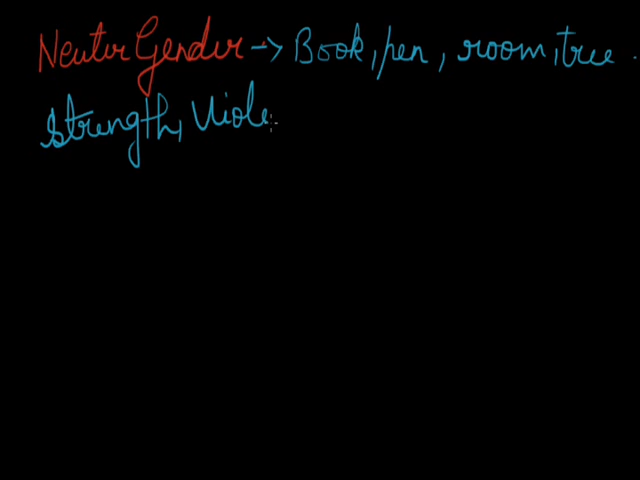 Neuter Gender -> Book, pen, room, tree.
strength, Viole